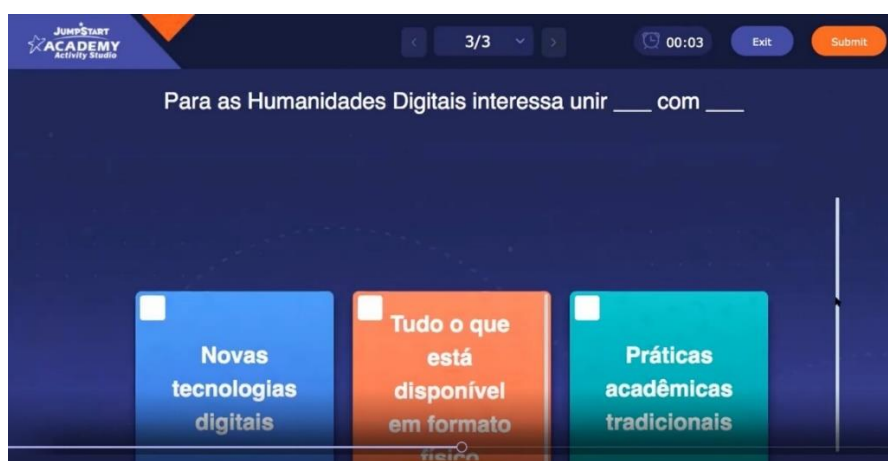 JUMPSTART
ACADEMY
Activity Studio
3/3
00:03
Exit
Submit
Para as Humanidades Digitais interessa unir ___ com ___
Novas
tecnologias
digitais
Tudo o que
está
disponível
em formato
físico
Práticas
acadêmicas
tradicionais